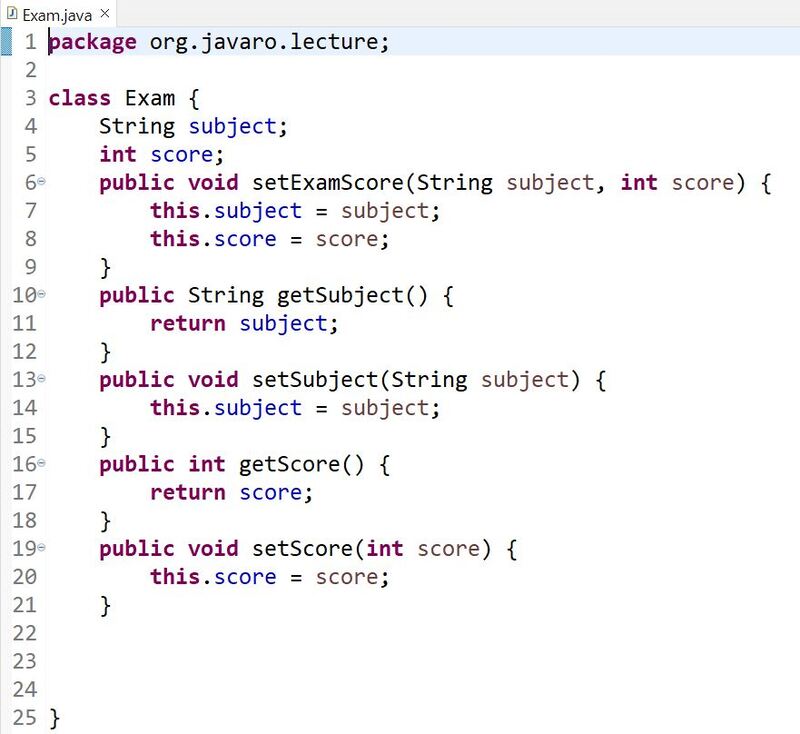 Exam.java
1 package org.javaro.lecture;
2
3 class Exam {
4     String subject;
5     int score;
6     public void setExamScore(String subject, int score) {
7         this.subject = subject;
8         this.score = score;
9     }
10     public String getSubject() {
11         return subject;
12     }
13     public void setSubject(String subject) {
14         this.subject = subject;
15     }
16     public int getScore() {
17         return score;
18     }
19     public void setScore(int score) {
20         this.score = score;
21     }
22
23
24
25 }